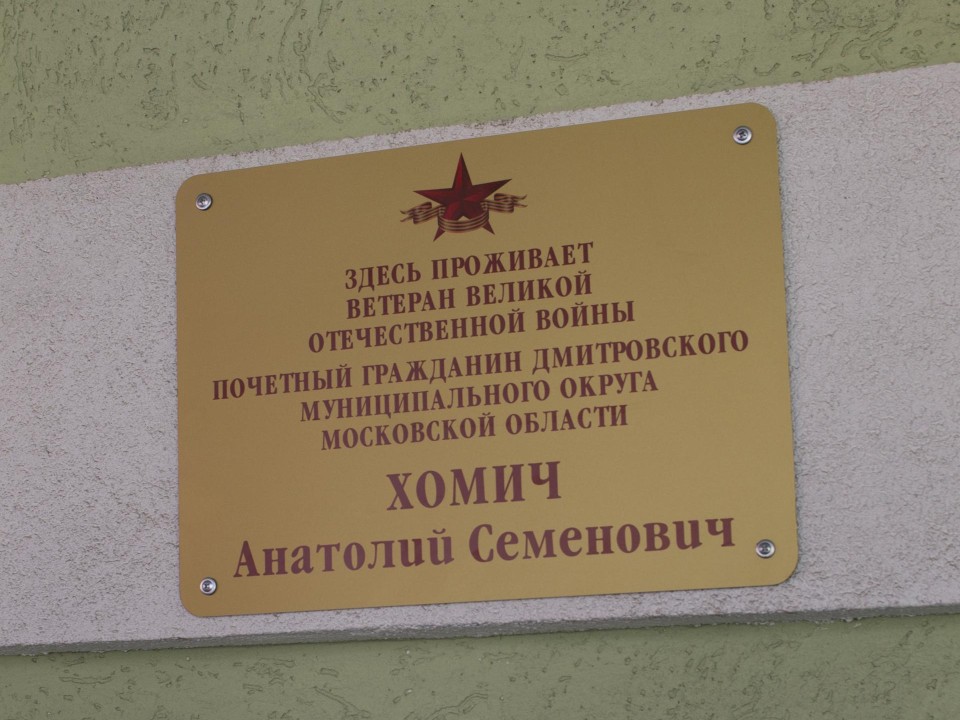 ЗДЕСЬ ПРОЖИВАЕТ
ВЕТЕРАН ВЕЛИКОЙ
ОТЕЧЕСТВЕННОЙ ВОЙНЫ
ПОЧЕТНЫЙ ГРАЖДАНИН ДМИТРОВСКОГО
МУНИЦИПАЛЬНОГО ОКРУГА
МОСКОВСКОЙ ОБЛАСТИ
ХОМИЧ
Анатолий Семенович